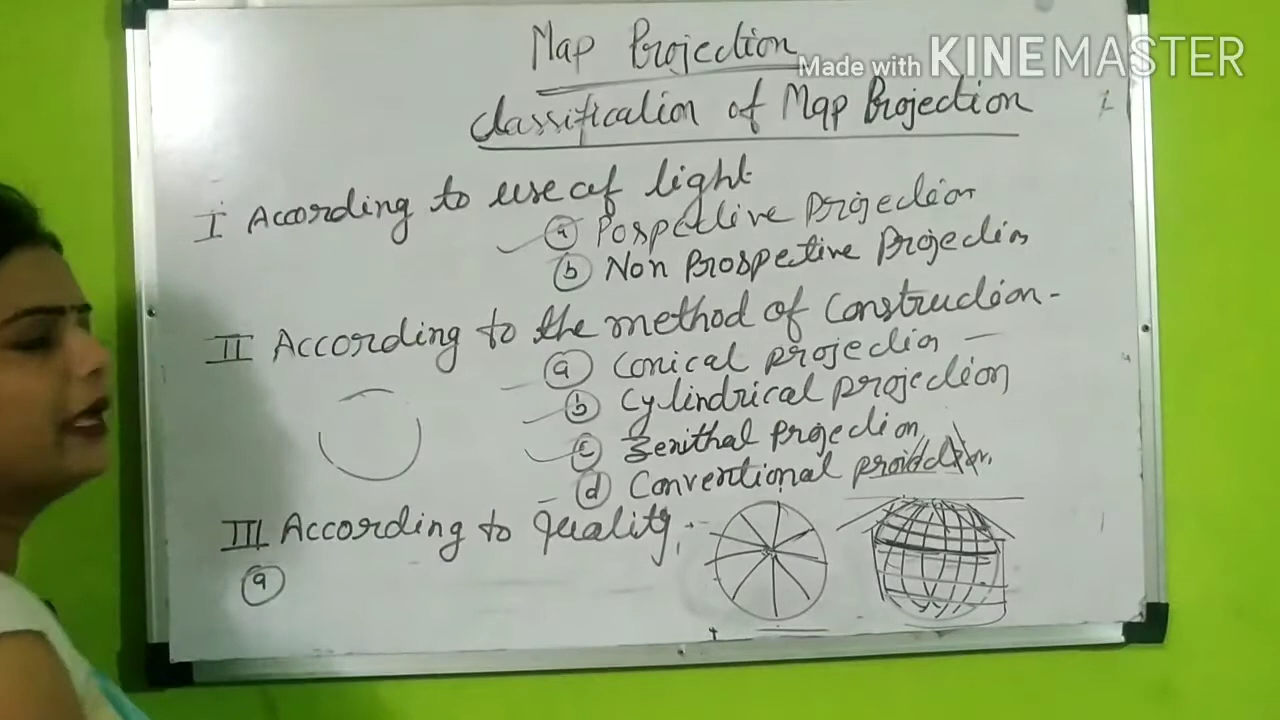 Map Projection
Made with KINEMASTER
Classification of Map Projection
I According to use of light
(a) Pospective Projection
(b) Non Prospective Projection
II According to the method of Construction -
(a) Conical projection
(b) Cylindrical projection
(c) Zenithal Projection
(d) Conventional
III According to quality
(a)